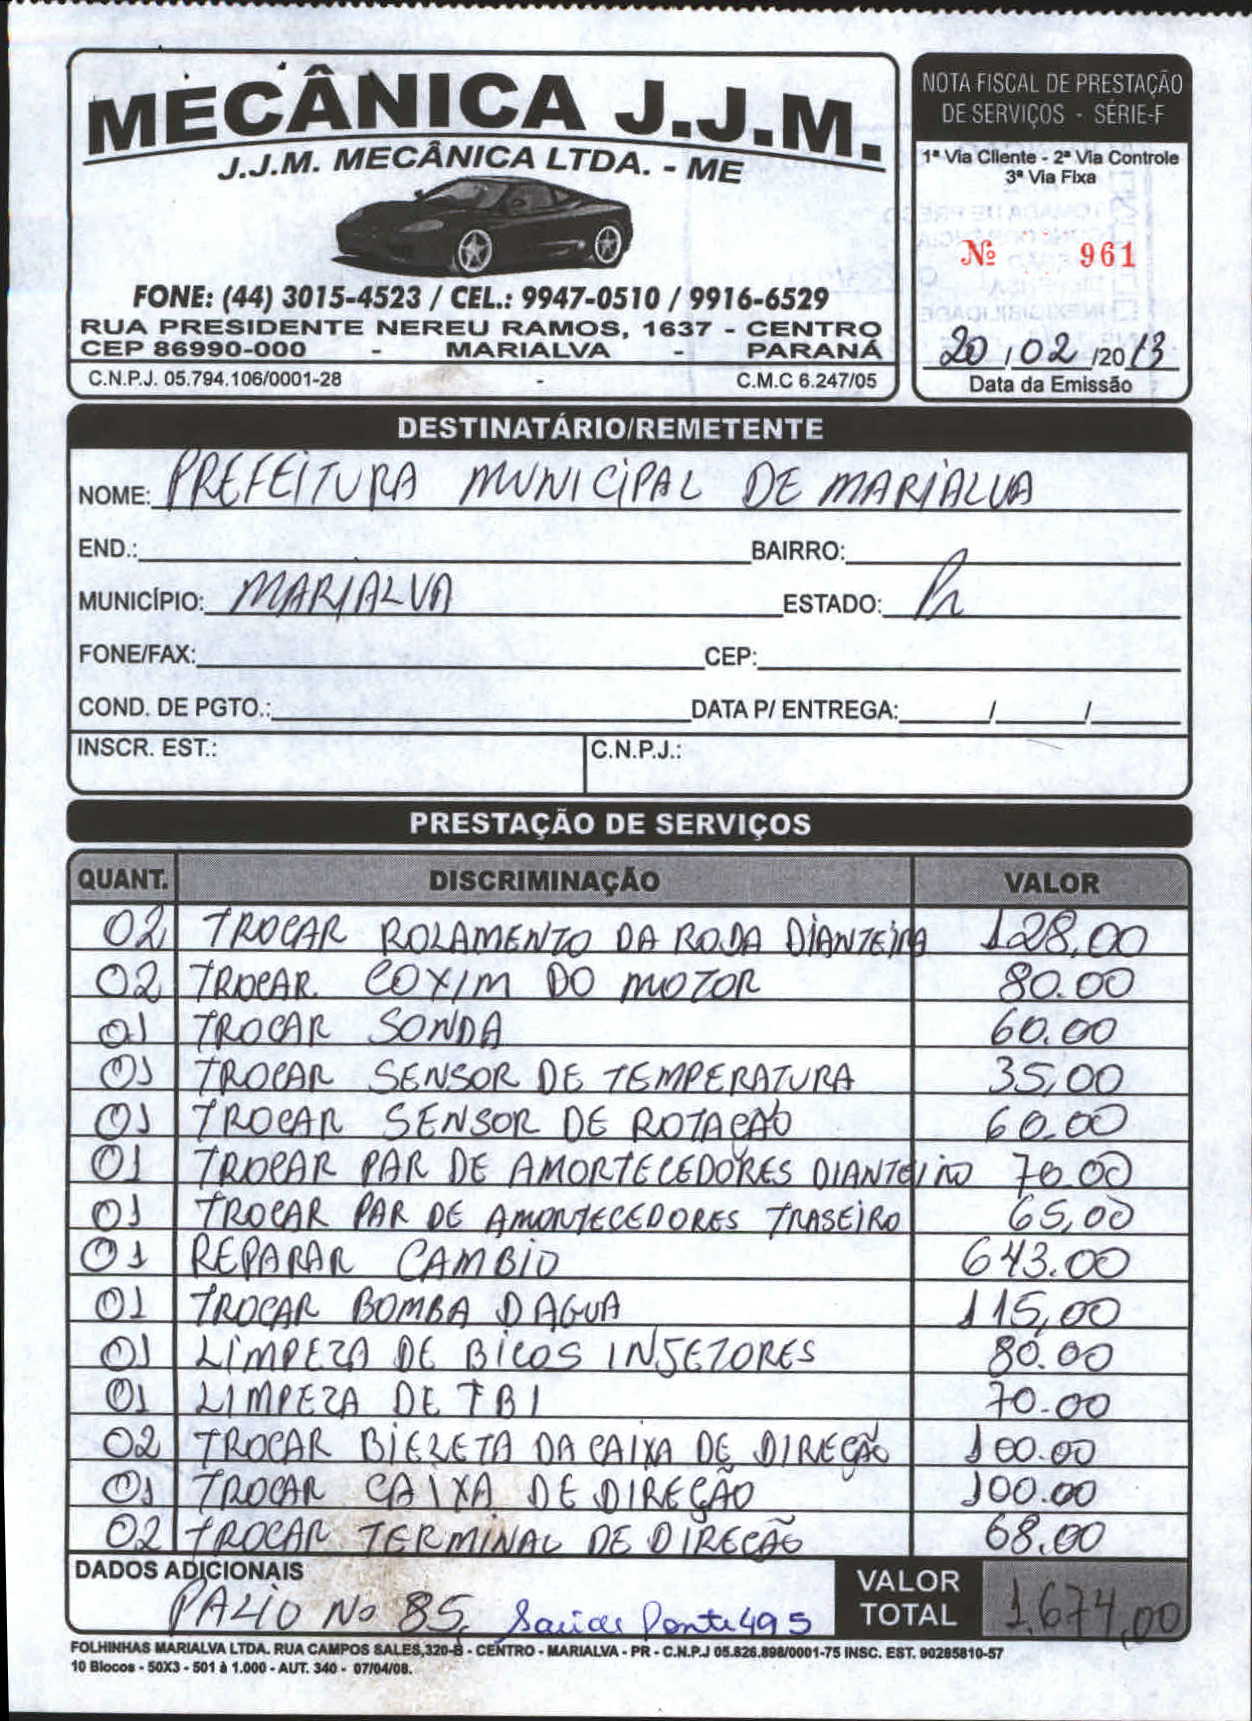 MECÂNICA J.J.M.
J.J.M. MECÂNICA LTDA. - ME
FONE: (44) 3015-4523 / CEL.: 9947-0510 / 9916-6529
RUA PRESIDENTE NEREU RAMOS, 1637 - CENTRO
CEP 86990-000 - MARIALVA - PARANÁ
C.N.P.J. 05.794.106/0001-28 - C.M.C 6.247/05
NOTA FISCAL DE PRESTAÇÃO
DE SERVIÇOS - SÉRIE-F
1ª Via Cliente - 2ª Via Controle
3ª Via Fixa
Nº 961
20/02/2013
Data da Emissão
DESTINATÁRIO/REMETENTE
NOME: PREFEITURA MUNICIPAL DE MARIALVA
END.: BAIRRO:
MUNICÍPIO: MARIALVA ESTADO: Pr
FONE/FAX: CEP:
COND. DE PGTO.: DATA P/ ENTREGA: / /
INSCR. EST.: C.N.P.J.:
PRESTAÇÃO DE SERVIÇOS
QUANT. DISCRIMINAÇÃO VALOR
02 TROCAR ROLAMENTO DA RODA DIANTEIRA 128,00
02 TROCAR COXIM DO MOTOR 80.00
01 TROCAR SONDA 60.00
01 TROCAR SENSOR DE TEMPERATURA 35,00
01 TROCAR SENSOR DE ROTAÇÃO 60.00
01 TROCAR PAR DE AMORTECEDORES DIANTEIRO 70.00
01 TROCAR PAR DE AMORTECEDORES TRASEIRO 65,00
01 REPARAR CAMBIO 643.00
01 TROCAR BOMBA DAGUA 115,00
01 LIMPEZA DE BICOS INJETORES 80.00
01 LIMPEZA DE TBI 70.00
02 TROCAR BIELETA DA CAIXA DE DIREÇÃO 100.00
01 TROCAR CAIXA DE DIREÇÃO 100.00
02 TROCAR TERMINAL DE DIREÇÃO 68.00
DADOS ADICIONAIS
PALIO No 85, Saúde Fonte 495
VALOR TOTAL 1.674,00
FOLHINHAS MARIALVA LTDA. RUA CAMPOS SALES,320-B - CENTRO - MARIALVA - PR - C.N.P.J 05.826.898/0001-75 INSC. EST. 90285810-57
10 Blocos - 50X3 - 501 à 1.000 - AUT. 340 - 07/04/08.